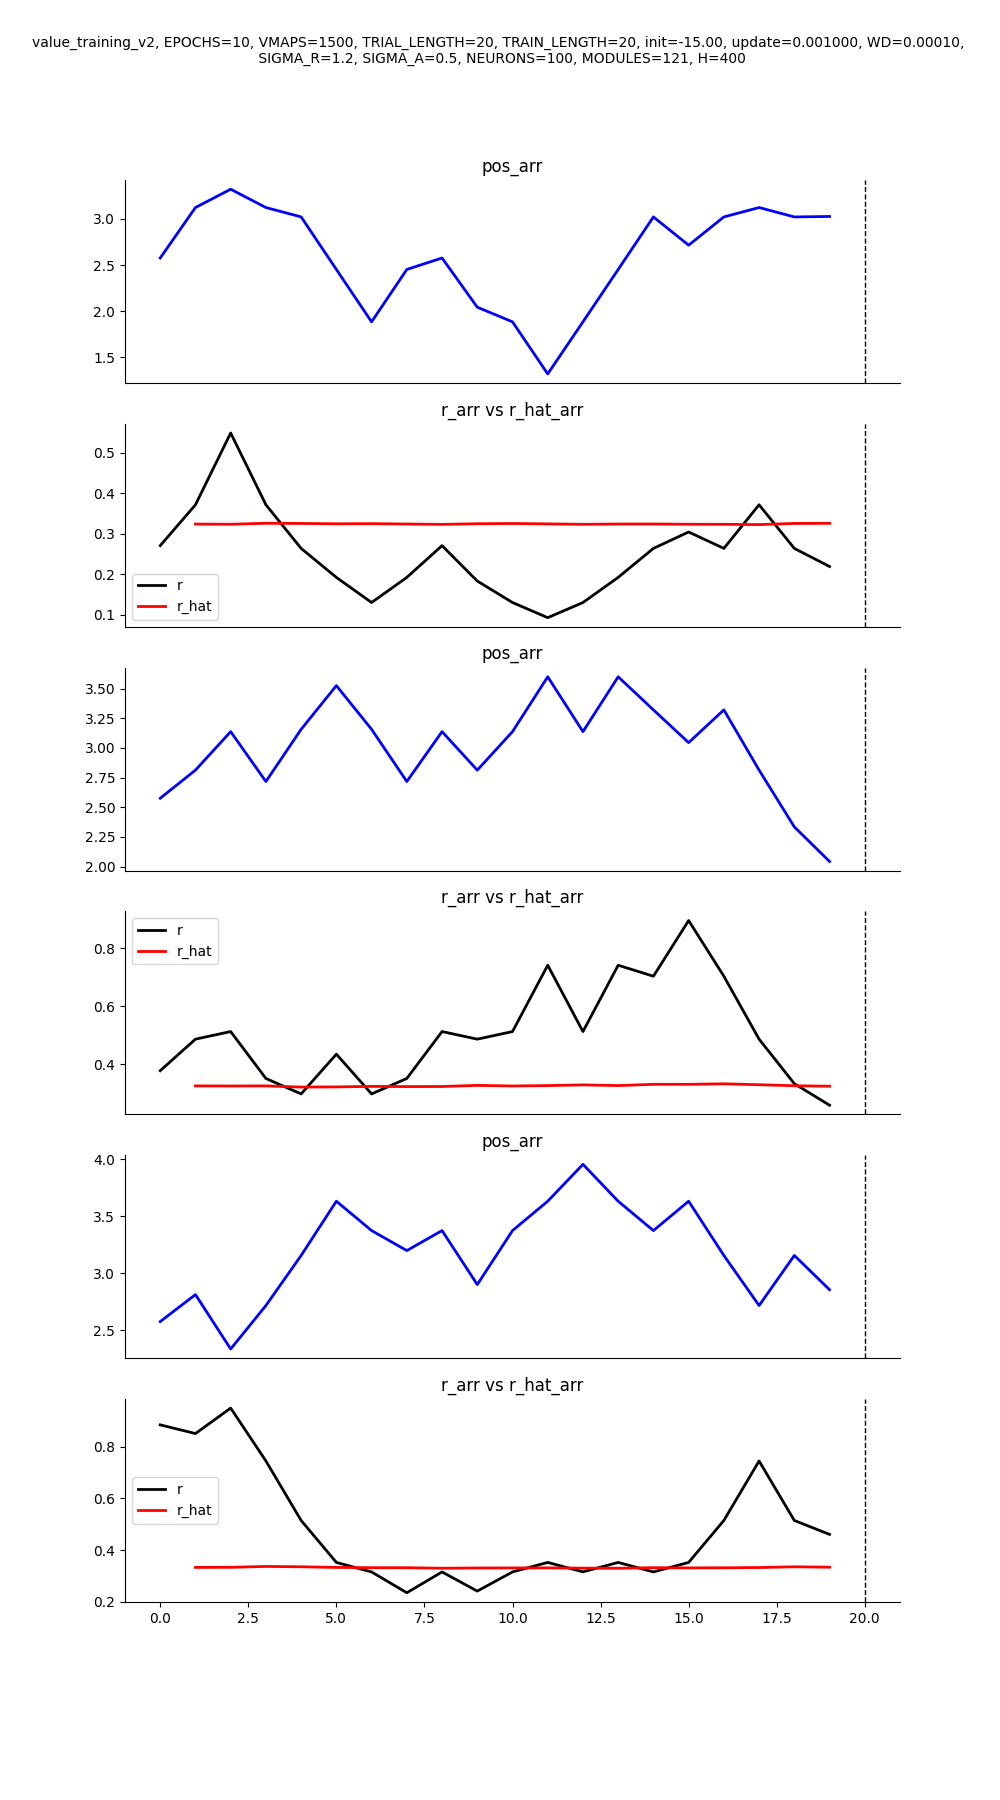 value_training_v2, EPOCHS=10, VMAPS=1500, TRIAL_LENGTH=20, TRAIN_LENGTH=20, init=-15.00, update=0.001000, WD=0.00010,
SIGMA_R=1.2, SIGMA_A=0.5, NEURONS=100, MODULES=121, H=400
pos_arr
3.0
2.5
2.0
1.5
r_arr vs r_hat_arr
0.5
0.4
0.3
0.2
0.1
r
r_hat
pos_arr
3.50
3.25
3.00
2.75
2.50
2.25
2.00
r_arr vs r_hat_arr
r
r_hat
0.8
0.6
0.4
pos_arr
4.0
3.5
3.0
2.5
r_arr vs r_hat_arr
0.8
0.6
0.4
0.2
r
r_hat
0.0 2.5 5.0 7.5 10.0 12.5 15.0 17.5 20.0